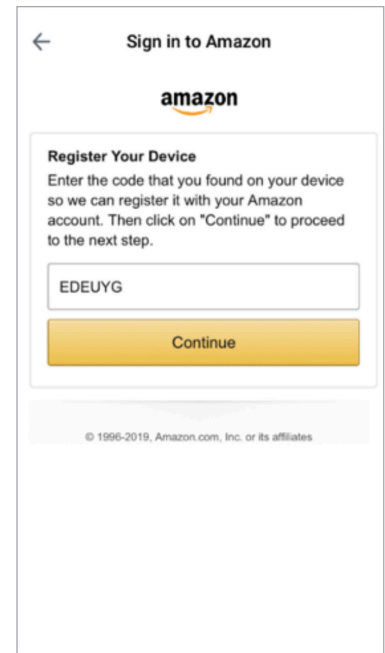 Sign in to Amazon
amazon
Register Your Device
Enter the code that you found on your device
so we can register it with your Amazon
account. Then click on "Continue" to proceed
to the next step.
EDEUYG
Continue
© 1996-2019, Amazon.com, Inc. or its affiliates